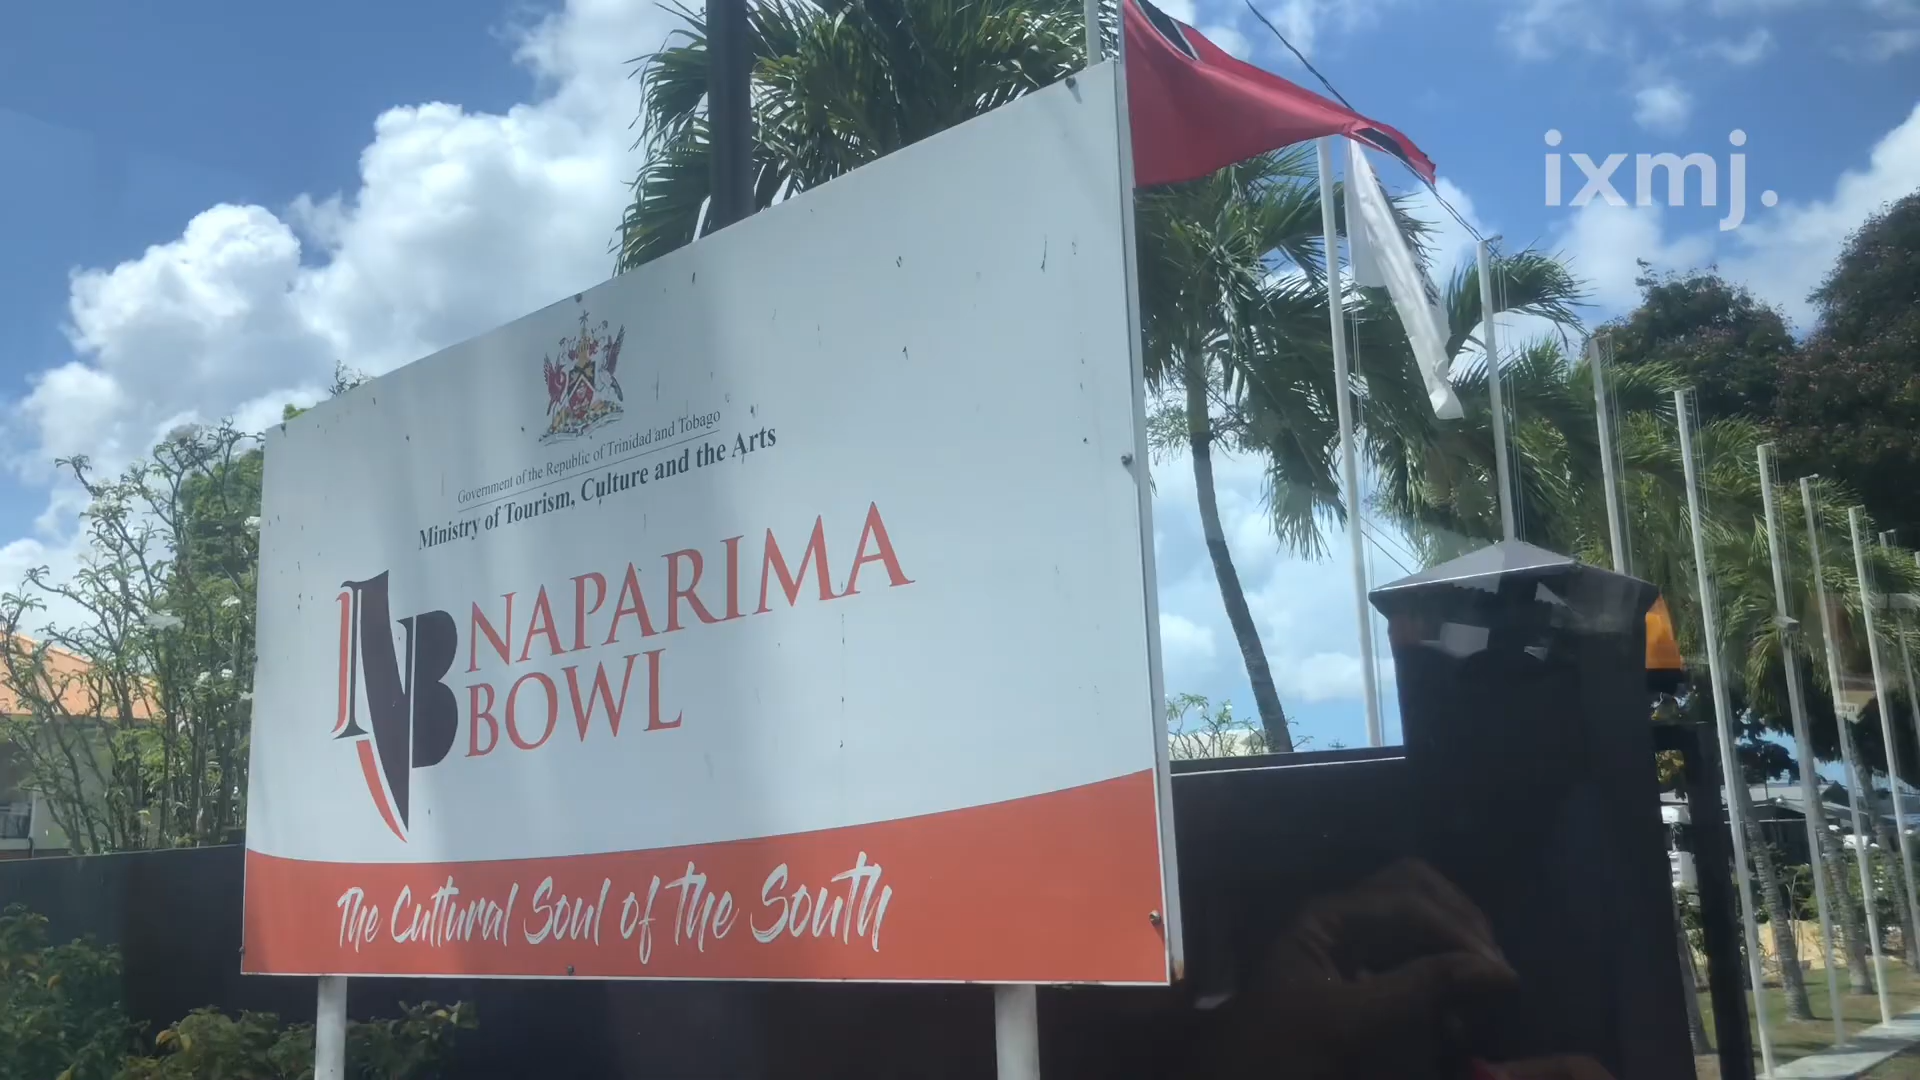 ixmj.
Government of the Republic of Trinidad and Tobago
Ministry of Tourism, Culture and the Arts
NB
NAPARIMA
BOWL
The Cultural Soul of the South